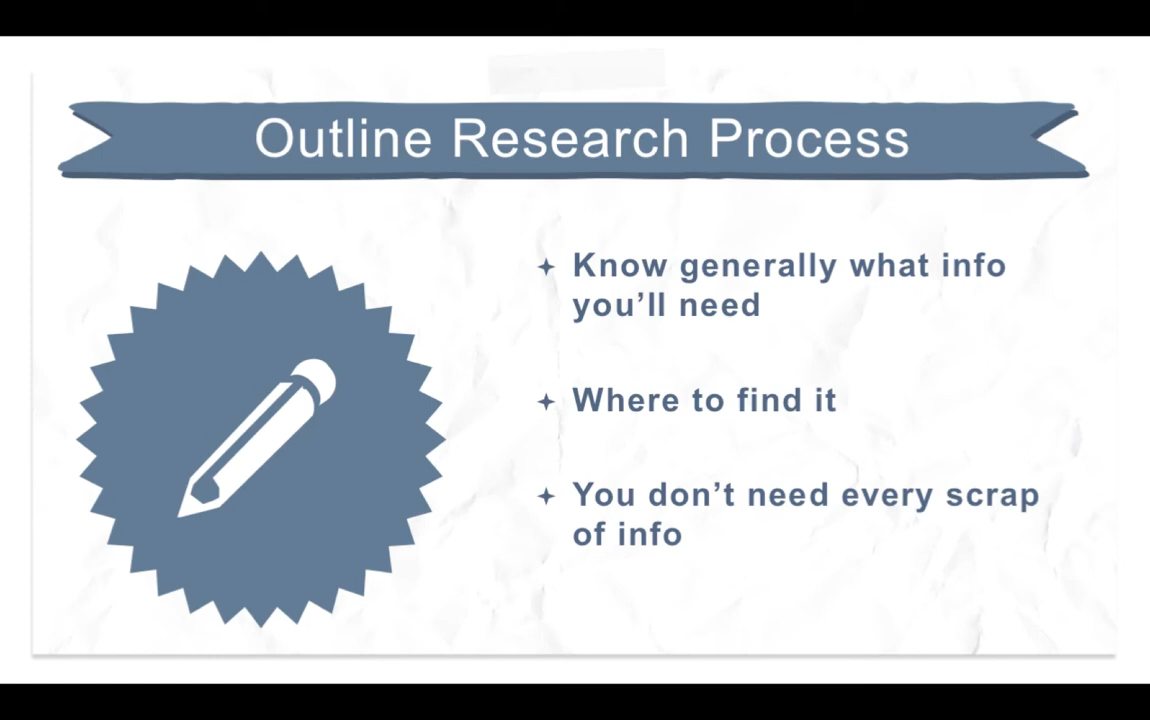 Outline Research Process
Know generally what info
you’ll need
Where to find it
You don’t need every scrap
of info